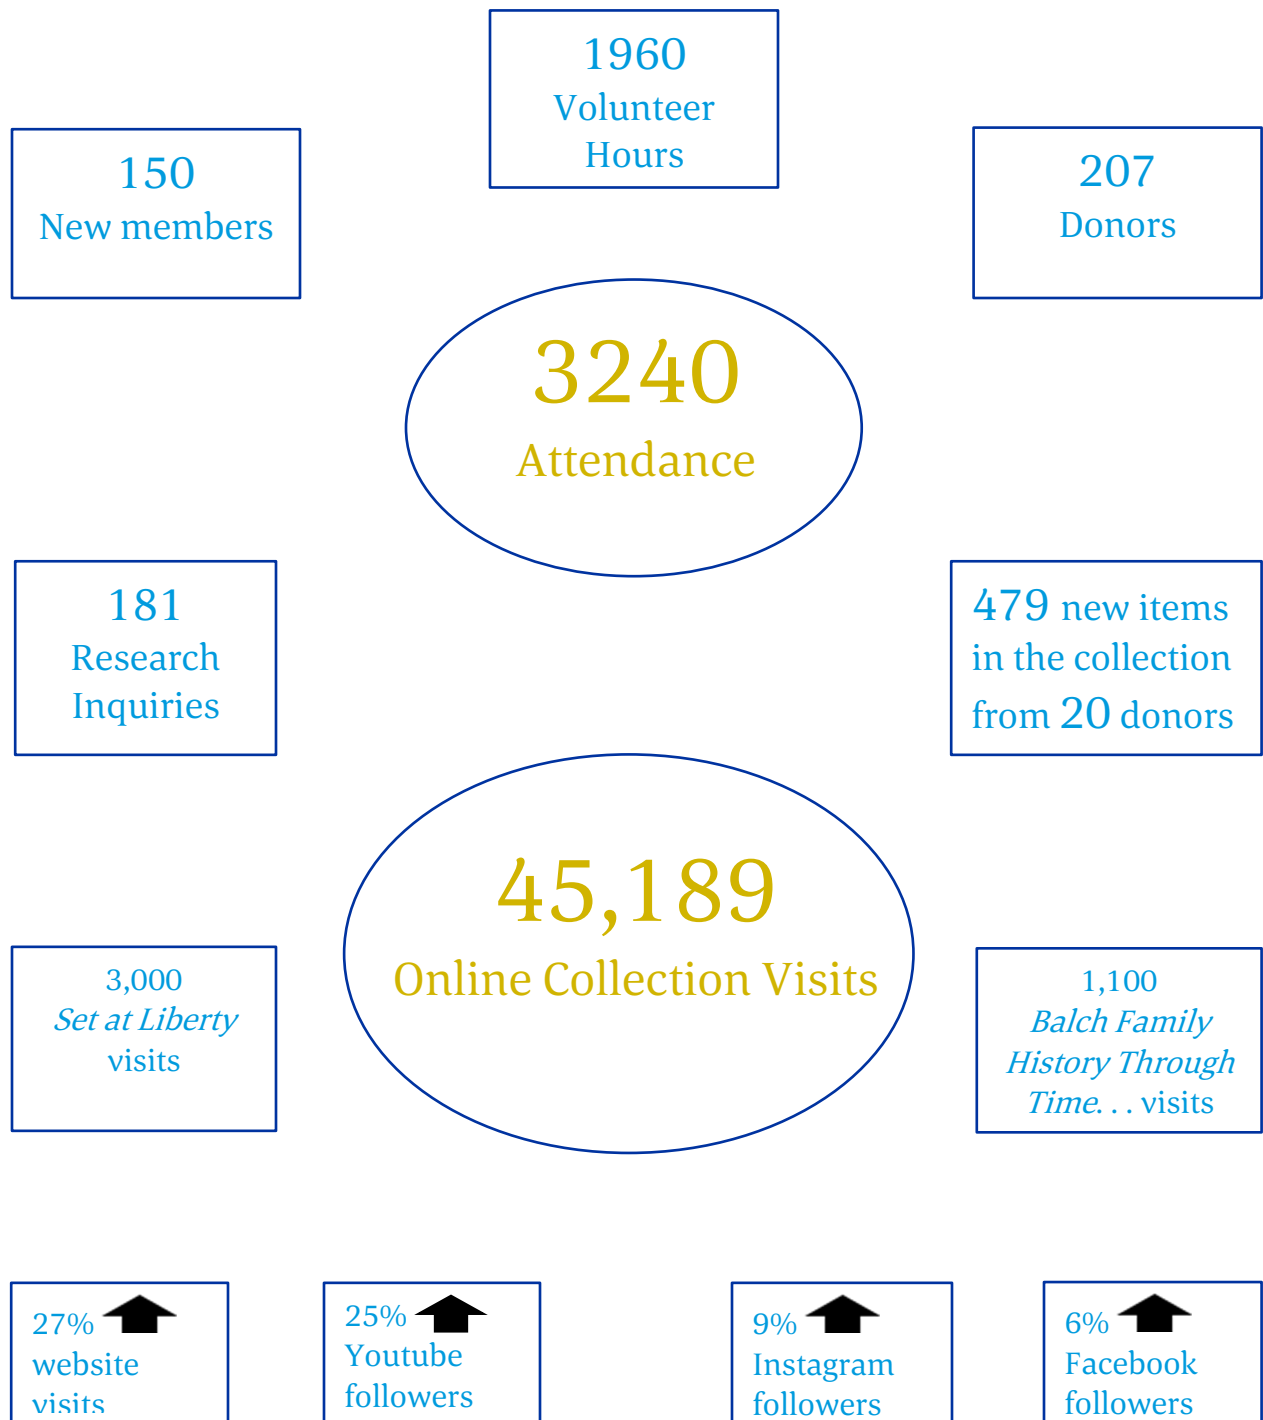 1960
Volunteer
Hours
150
New members
207
Donors
3240
Attendance
181
Research
Inquiries
479 new items
in the collection
from 20 donors
45,189
Online Collection Visits
3,000
Set at Liberty
visits
1,100
Balch Family
History Through
Time. . . visits
27%
website
visits
25%
Youtube
followers
9%
Instagram
followers
6%
Facebook
followers